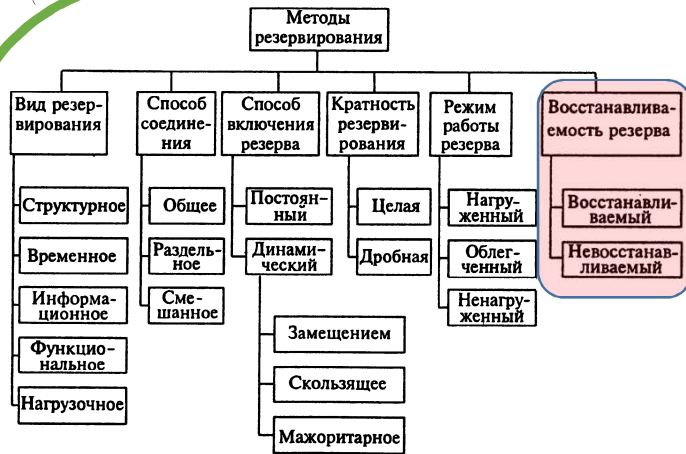 Методы
резервирования
Вид резер-
вирования
Способ
соедине-
ния
Способ
включения
резерва
Кратность
резерви-
рования
Режим
работы
резерва
Восстанавлива-
емость резерва
Структурное
Временное
Информа-
ционное
Функцио-
нальное
Нагрузочное
Общее
Раздель-
ное
Сме-
шанное
Постоян-
ный
Динами-
ческий
Замещением
Скользящее
Мажоритарное
Целая
Дробная
Нагру-
женный
Облег-
ченный
Ненагру-
женный
Восстанавли-
ваемый
Невосстанав-
ливаемый